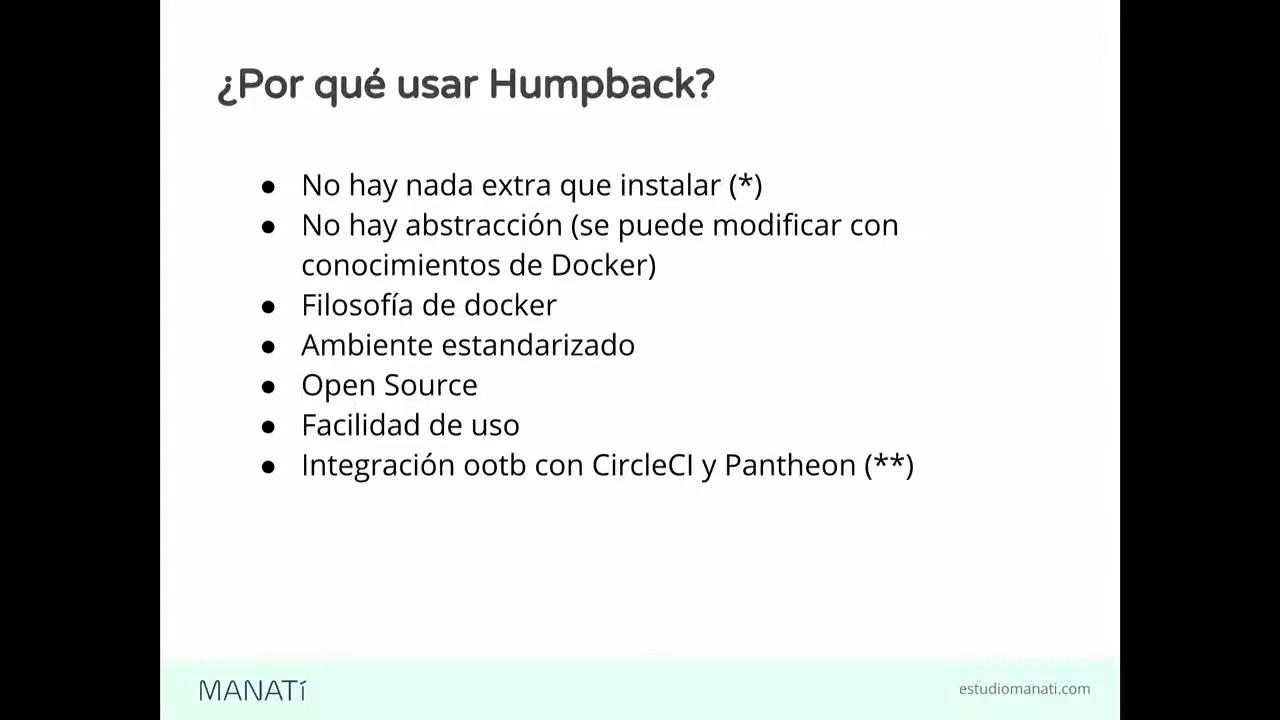 ¿Por qué usar Humpback?
● No hay nada extra que instalar (*)
● No hay abstracción (se puede modificar con
conocimientos de Docker)
● Filosofía de docker
● Ambiente estandarizado
● Open Source
● Facilidad de uso
● Integración ootb con CircleCI y Pantheon (**)
MANATí
estudiomanati.com